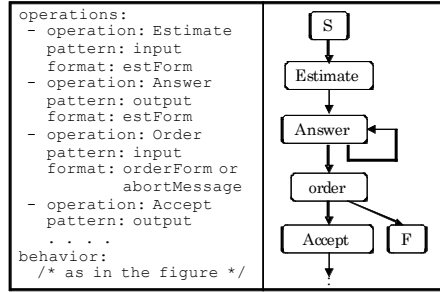 operations:
- operation: Estimate
pattern: input
format: estForm
- operation: Answer
pattern: output
format: estForm
- operation: Order
pattern: input
format: orderForm or
abortMessage
- operation: Accept
pattern: output
. . . .
behavior:
/* as in the figure */
S
Estimate
Answer
order
Accept
F